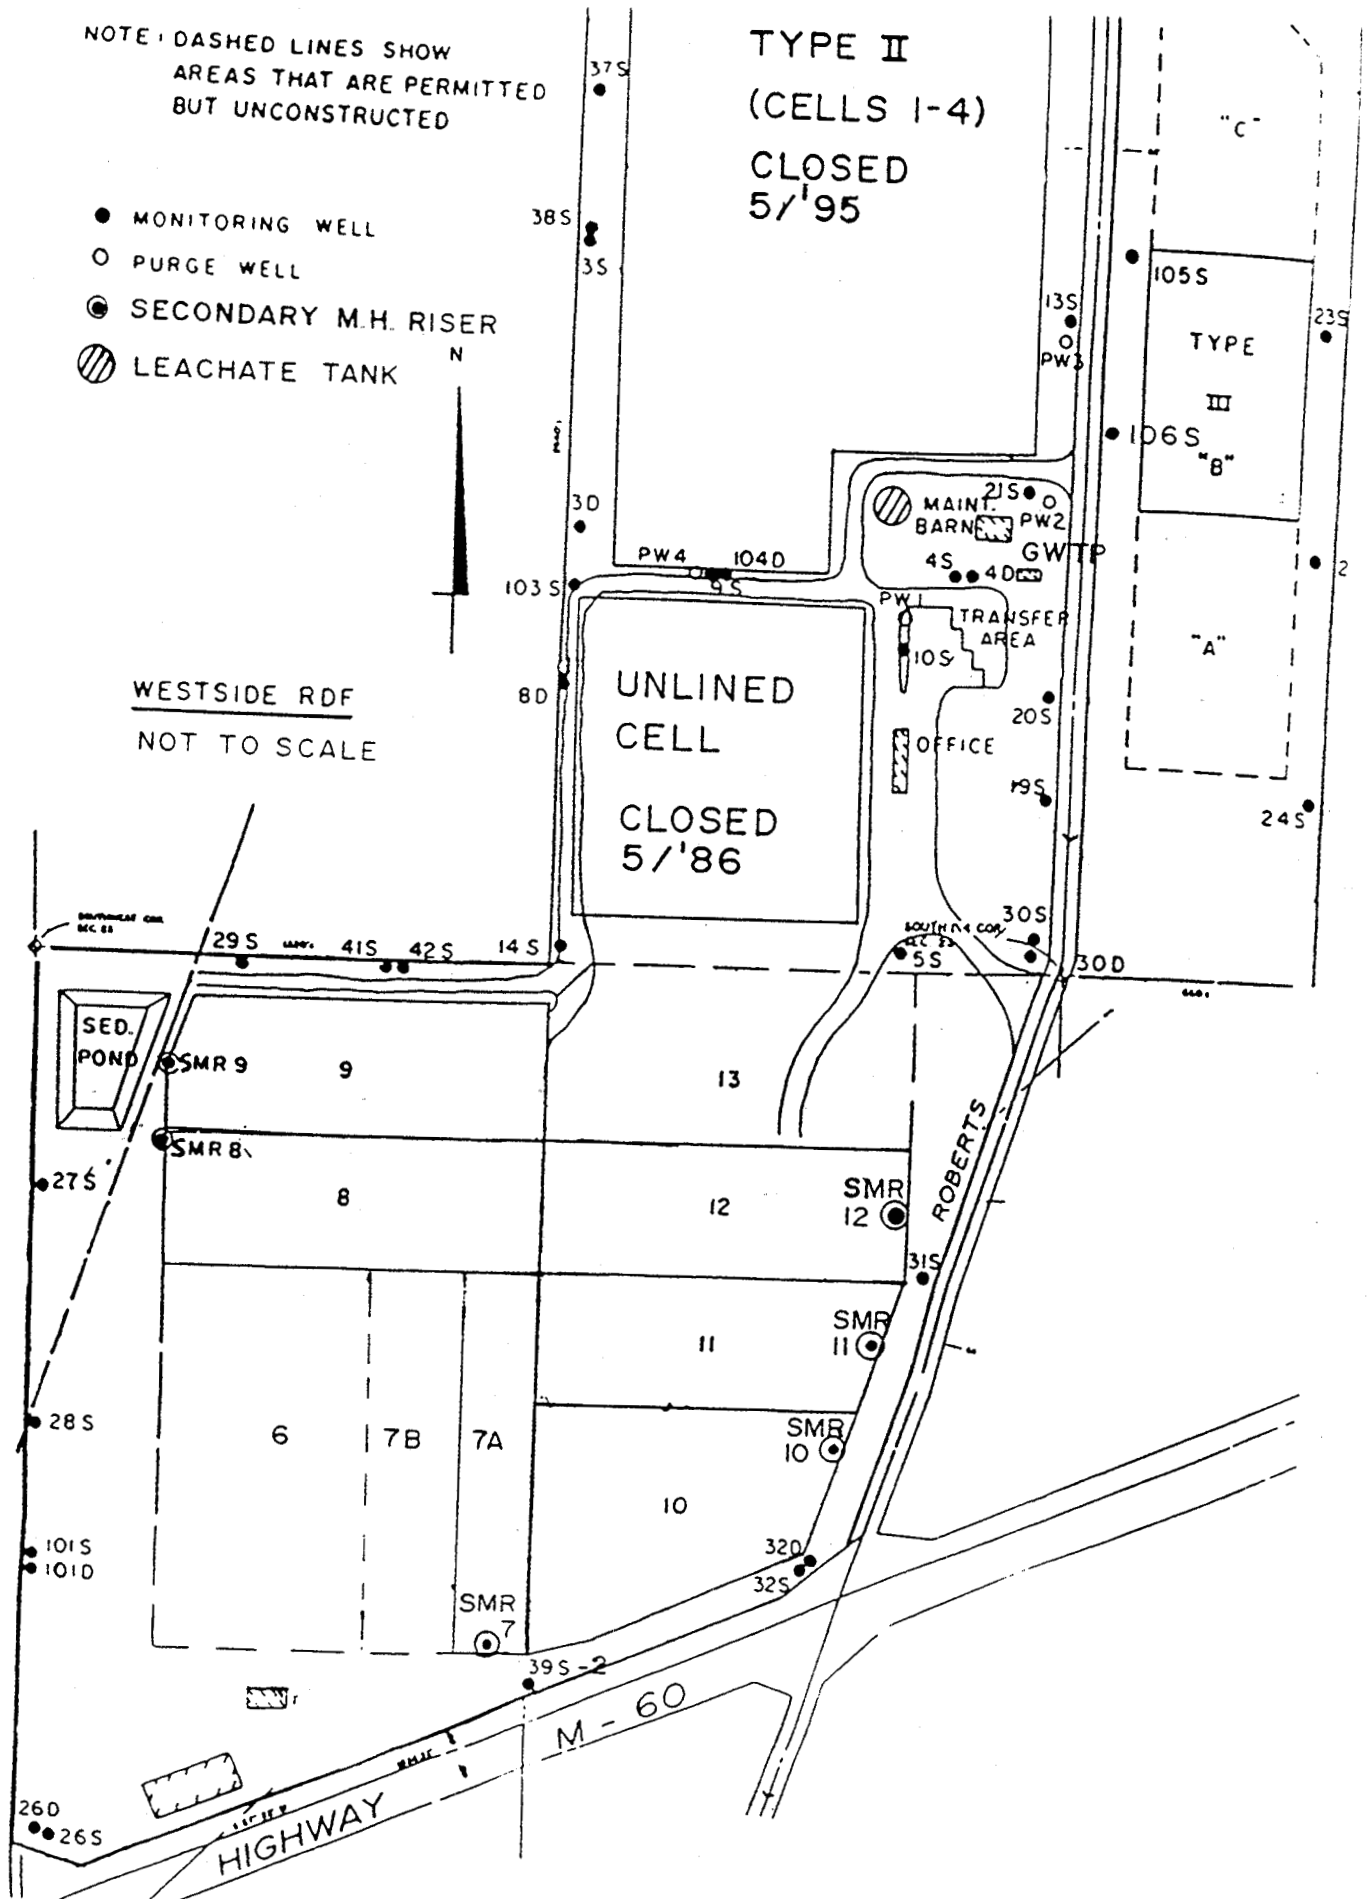 NOTE: DASHED LINES SHOW
AREAS THAT ARE PERMITTED
BUT UNCONSTRUCTED
MONITORING WELL
PURGE WELL
SECONDARY M.H. RISER
LEACHATE TANK
N
WESTSIDE RDF
NOT TO SCALE
TYPE II
(CELLS 1-4)
CLOSED
5/'95
37S
38S
3S
"C"
105S
13S
PW3
23S
TYPE
III
"B"
106S
3D
21S
MAINT.
BARN
PW2
GWTP
PW4
104D
9S
4S
4D
2
103S
PW1
TRANSFER
AREA
10S
"A"
8D
UNLINED
CELL
CLOSED
5/'86
20S
OFFICE
19S
24S
29S
41S
42S
14S
SOUTH 1/4 COR
5S
30S
30D
SED.
POND
SMR 9
9
13
SMR 8
27S
8
12
SMR
12
ROBERTS
31S
SMR
11
11
28S
6
7B
7A
SMR
10
10
101S
101D
32D
32S
SMR
7
39S-2
M-60
HIGHWAY
26D
26S